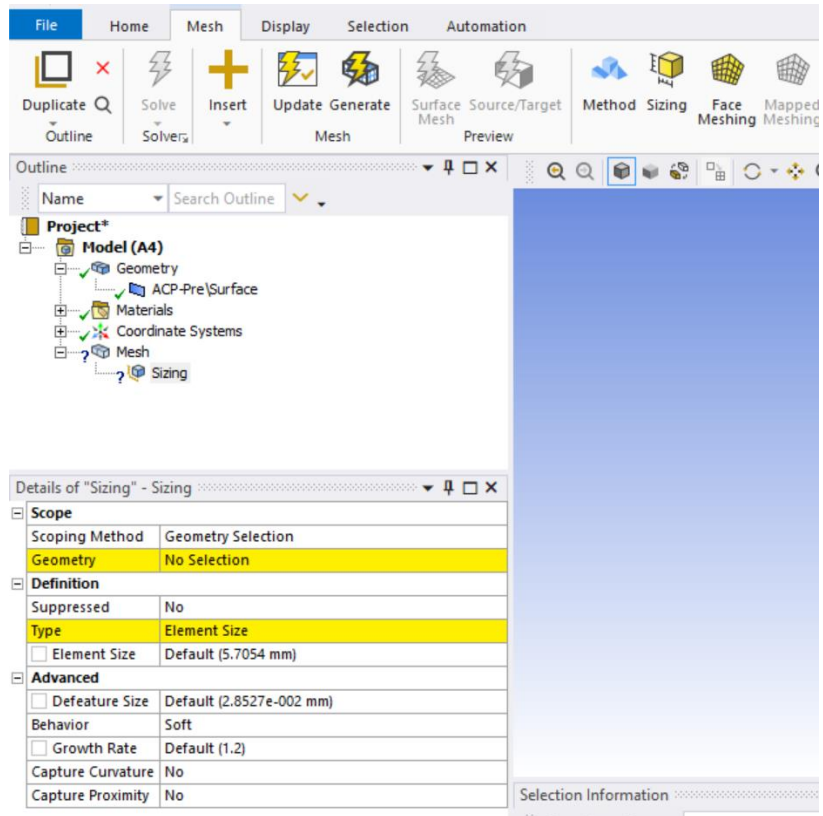 File Home Mesh Display Selection Automation
Duplicate Q Solve Insert Update Generate Surface Mesh Source/Target Method Sizing Face Meshing Mapped Meshing
Outline Solver Mesh Preview
Outline
Name Search Outline
Project*
Model (A4)
Geometry
ACP-Pre\Surface
Materials
Coordinate Systems
? Mesh
? Sizing
Details of "Sizing" - Sizing
Scope
Scoping Method Geometry Selection
Geometry No Selection
Definition
Suppressed No
Type Element Size
Element Size Default (5.7054 mm)
Advanced
Defeature Size Default (2.8527e-002 mm)
Behavior Soft
Growth Rate Default (1.2)
Capture Curvature No
Capture Proximity No
Selection Information